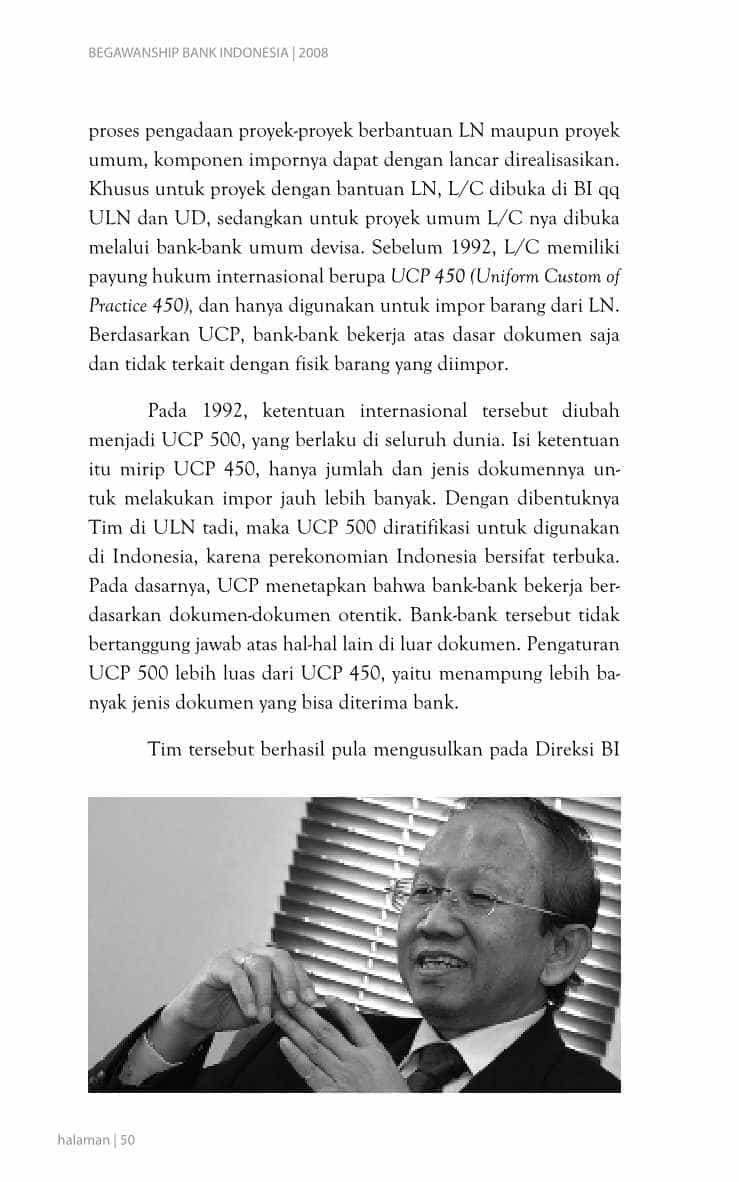 BEGAWANSHIP BANK INDONESIA | 2008
proses pengadaan proyek-proyek berbantuan LN maupun proyek
umum, komponen impornya dapat dengan lancar direalisasikan.
Khusus untuk proyek dengan bantuan LN, L/C dibuka di BI qq
ULN dan UD, sedangkan untuk proyek umum L/C nya dibuka
melalui bank-bank umum devisa. Sebelum 1992, L/C memiliki
payung hukum internasional berupa UCP 450 (Uniform Custom of
Practice 450), dan hanya digunakan untuk impor barang dari LN.
Berdasarkan UCP, bank-bank bekerja atas dasar dokumen saja
dan tidak terkait dengan fisik barang yang diimpor.
Pada 1992, ketentuan internasional tersebut diubah
menjadi UCP 500, yang berlaku di seluruh dunia. Isi ketentuan
itu mirip UCP 450, hanya jumlah dan jenis dokumennya un-
tuk melakukan impor jauh lebih banyak. Dengan dibentuknya
Tim di ULN tadi, maka UCP 500 diratifikasi untuk digunakan
di Indonesia, karena perekonomian Indonesia bersifat terbuka.
Pada dasarnya, UCP menetapkan bahwa bank-bank bekerja ber-
dasarkan dokumen-dokumen otentik. Bank-bank tersebut tidak
bertanggung jawab atas hal-hal lain di luar dokumen. Pengaturan
UCP 500 lebih luas dari UCP 450, yaitu menampung lebih ba-
nyak jenis dokumen yang bisa diterima bank.
Tim tersebut berhasil pula mengusulkan pada Direksi BI
halaman | 50